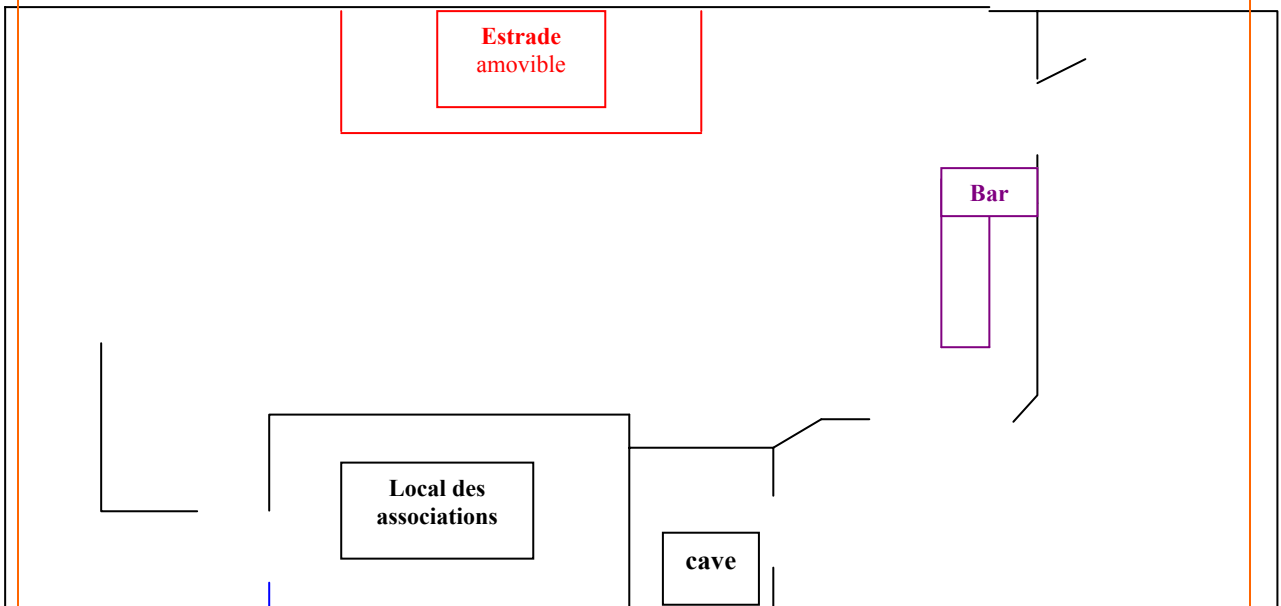 Estrade
amovible
Bar
Local des
associations
cave